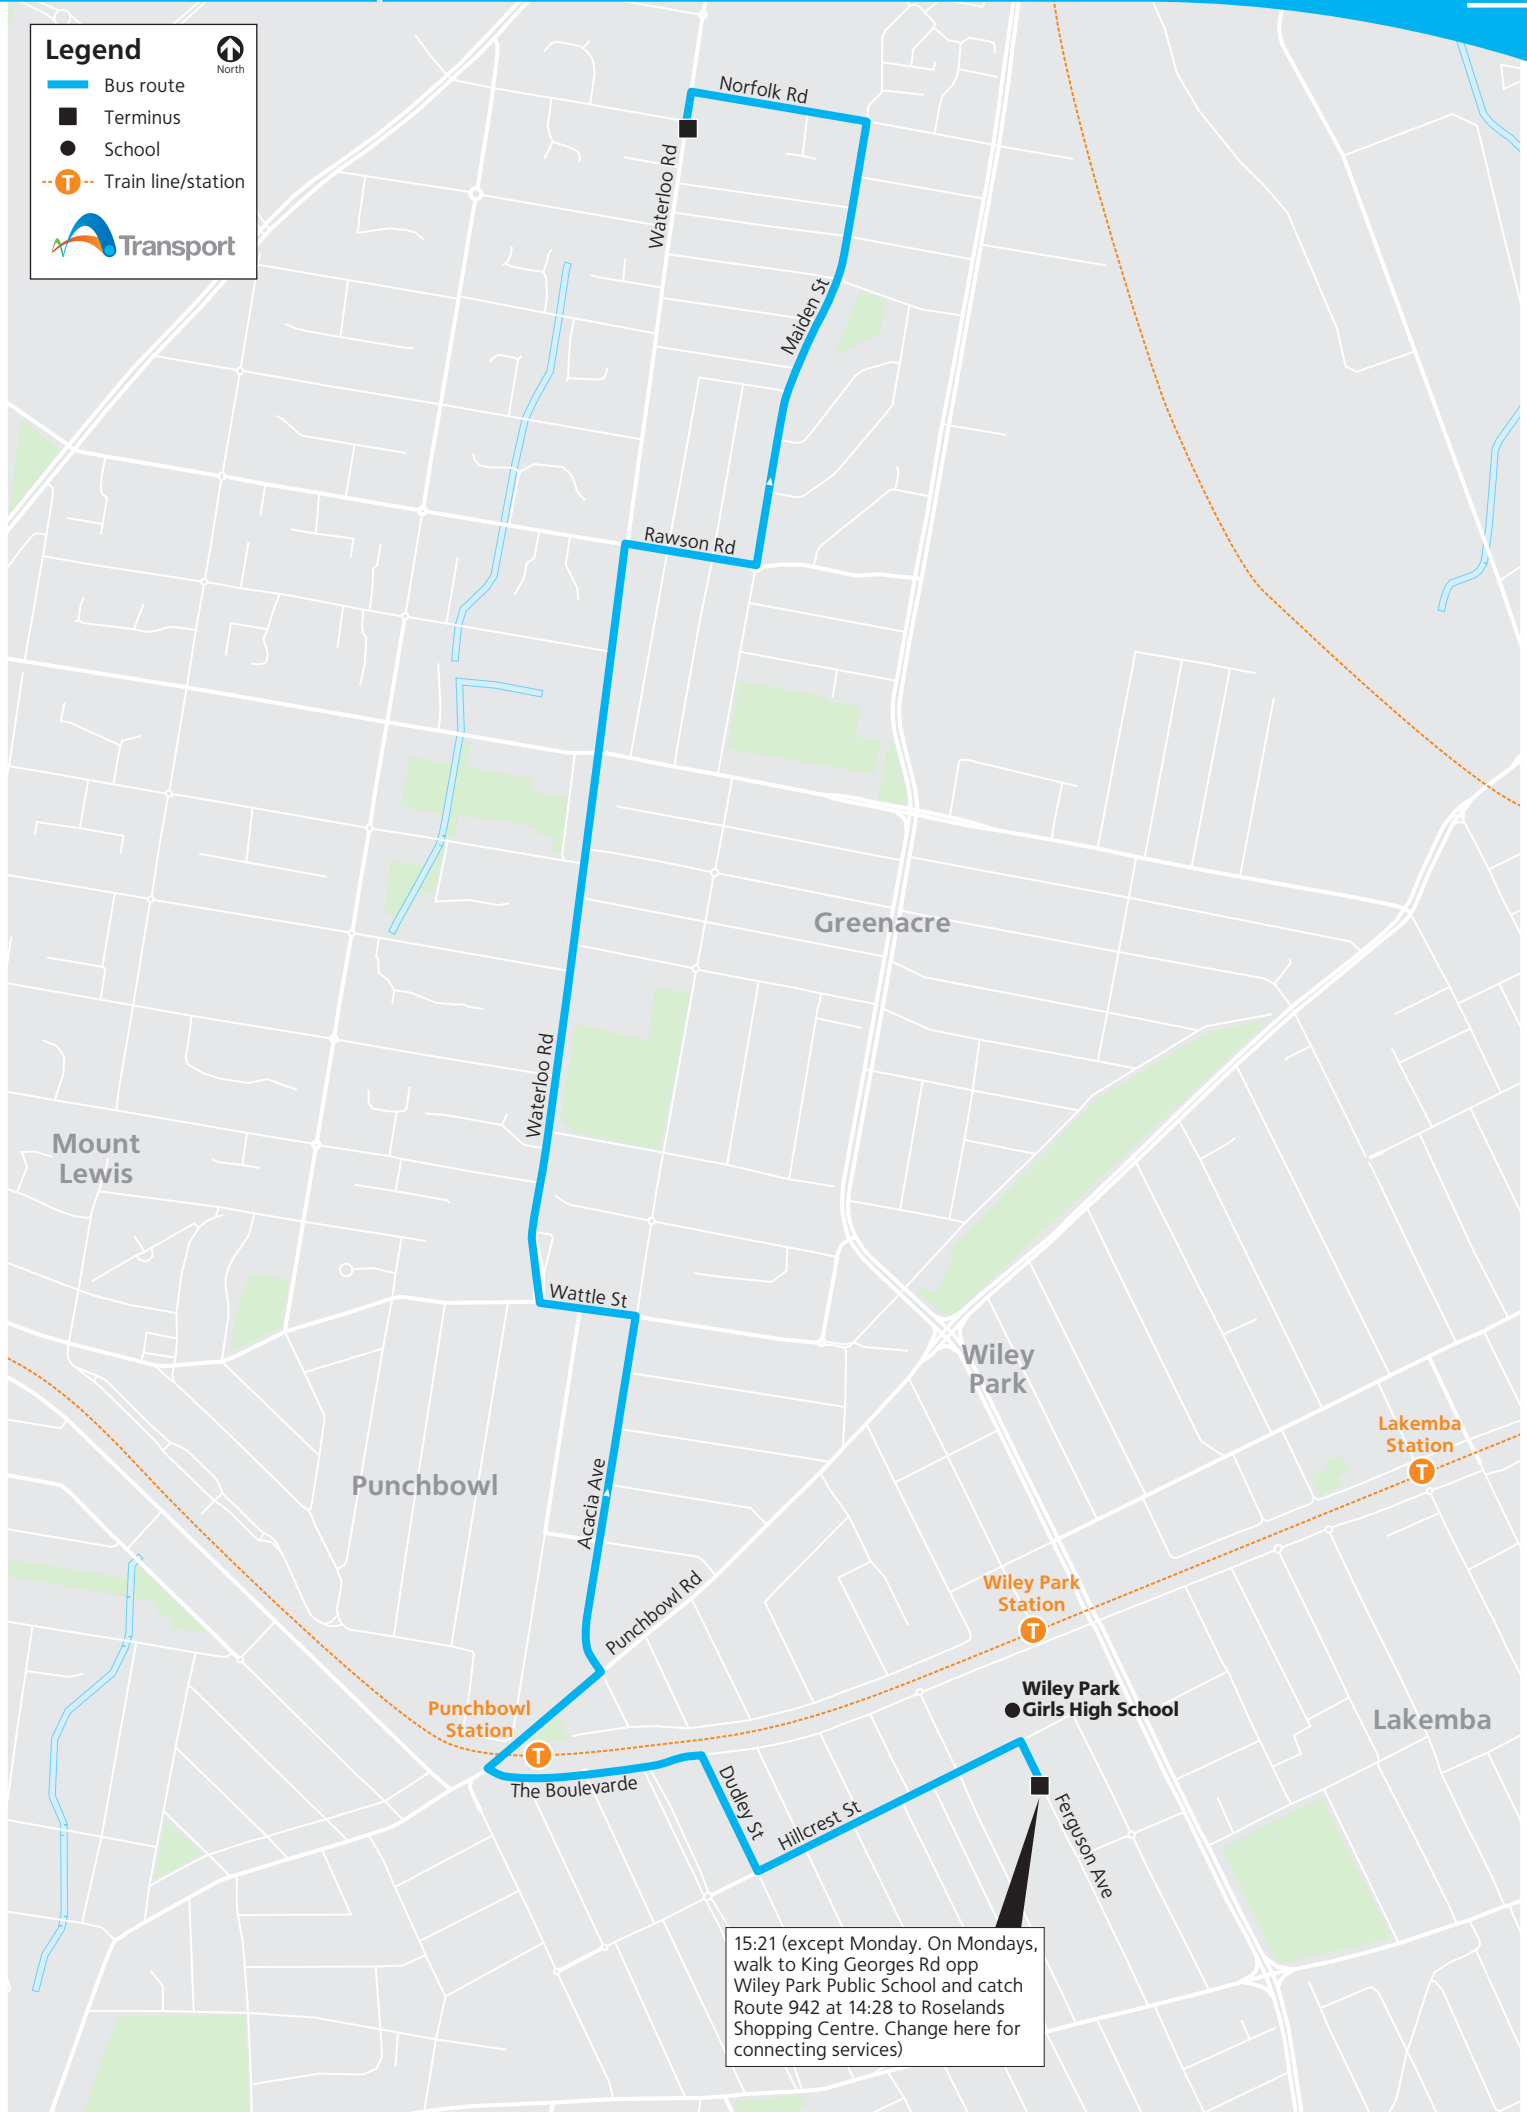 Legend
North
Bus route
Terminus
School
T
Train line/station
Transport
Norfolk Rd
Waterloo Rd
Maiden St
Rawson Rd
Greenacre
Waterloo Rd
Mount
Lewis
Wattle St
Wiley
Park
Lakemba
Station
T
Punchbowl
Acacia Ave
Punchbowl Rd
Wiley Park
Station
T
Wiley Park
Girls High School
Punchbowl
Station
T
Lakemba
The Boulevarde
Dudley St
Hillcrest St
Ferguson Ave
15:21 (except Monday. On Mondays,
walk to King Georges Rd opp
Wiley Park Public School and catch
Route 942 at 14:28 to Roselands
Shopping Centre. Change here for
connecting services)